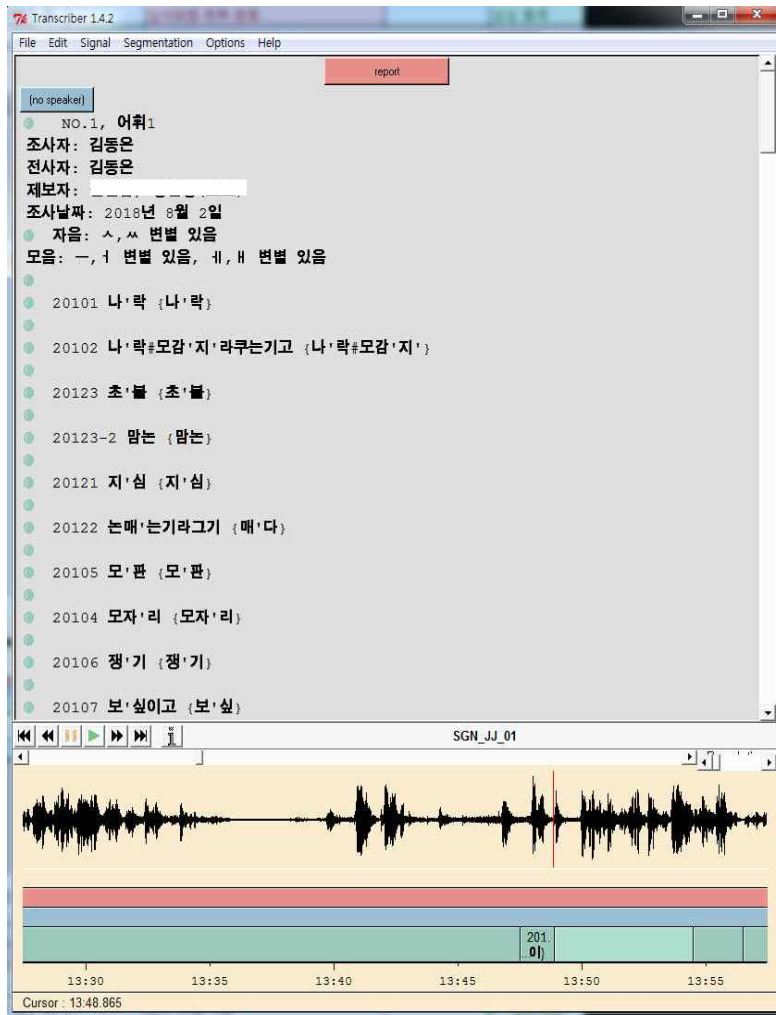 Transcriber 1.4.2
File Edit Signal Segmentation Options Help
report
(no speaker)
NO.1, 어휘1
조사자: 김동은
전사자: 김동은
제보자:
조사날짜: 2018년 8월 2일
자음: ㅅ,ㅆ 변별 있음
모음: ㅡ,ㅓ 변별 있음, ㅔ,ㅐ 변별 있음
20101 나'락 {나'락}
20102 나'락#모감'지'라쿠는기고 {나'락#모감'지'}
20123 초'불 {초'불}
20123-2 맘논 {맘논}
20121 지'심 {지'심}
20122 논매'는기라그기 {매'다}
20105 모'판 {모'판}
20104 모자'리 {모자'리}
20106 쟁'기 {쟁'기}
20107 보'싶이고 {보'싶}
SGN_JJ_01
201.
..이}
13:30 13:35 13:40 13:45 13:50 13:55
Cursor : 13:48.865